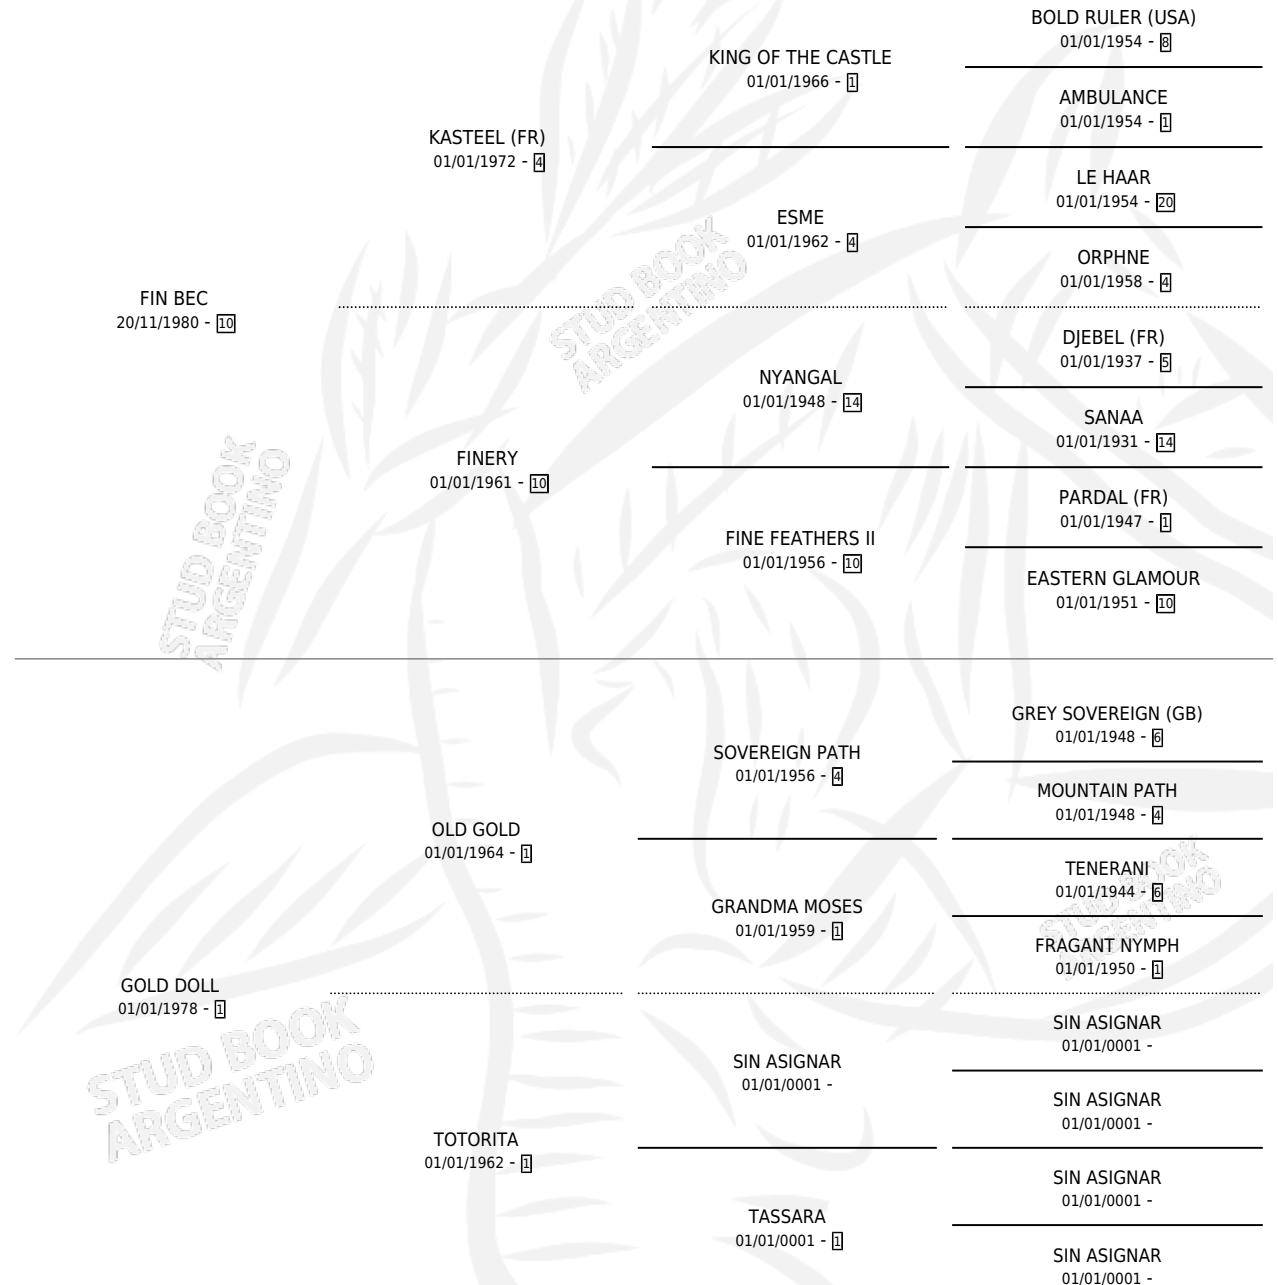 BOLD RULER (USA)
01/01/1954 - 8
KING OF THE CASTLE
01/01/1966 - 1
AMBULANCE
01/01/1954 - 1
KASTEEL (FR)
01/01/1972 - 4
LE HAAR
01/01/1954 - 20
ESME
01/01/1962 - 4
ORPHNE
01/01/1958 - 4
FIN BEC
20/11/1980 - 10
DJEBEL (FR)
01/01/1937 - 5
NYANGAL
01/01/1948 - 14
SANAA
01/01/1931 - 14
FINERY
01/01/1961 - 10
PARDAL (FR)
01/01/1947 - 1
FINE FEATHERS II
01/01/1956 - 10
EASTERN GLAMOUR
01/01/1951 - 10
GREY SOVEREIGN (GB)
01/01/1948 - 6
SOVEREIGN PATH
01/01/1956 - 4
MOUNTAIN PATH
01/01/1948 - 4
OLD GOLD
01/01/1964 - 1
TENERANI
01/01/1944 - 6
GRANDMA MOSES
01/01/1959 - 1
FRAGANT NYMPH
01/01/1950 - 1
GOLD DOLL
01/01/1978 - 1
SIN ASIGNAR
01/01/0001 -
SIN ASIGNAR
01/01/0001 -
SIN ASIGNAR
01/01/0001 -
TOTORITA
01/01/1962 - 1
SIN ASIGNAR
01/01/0001 -
TASSARA
01/01/0001 - 1
SIN ASIGNAR
01/01/0001 -
STUD BOOK
ARGENTINO
STUD BOOK
ARGENTINO
STUD BOOK
ARGENTINO
STUD BOOK
ARGENTINO